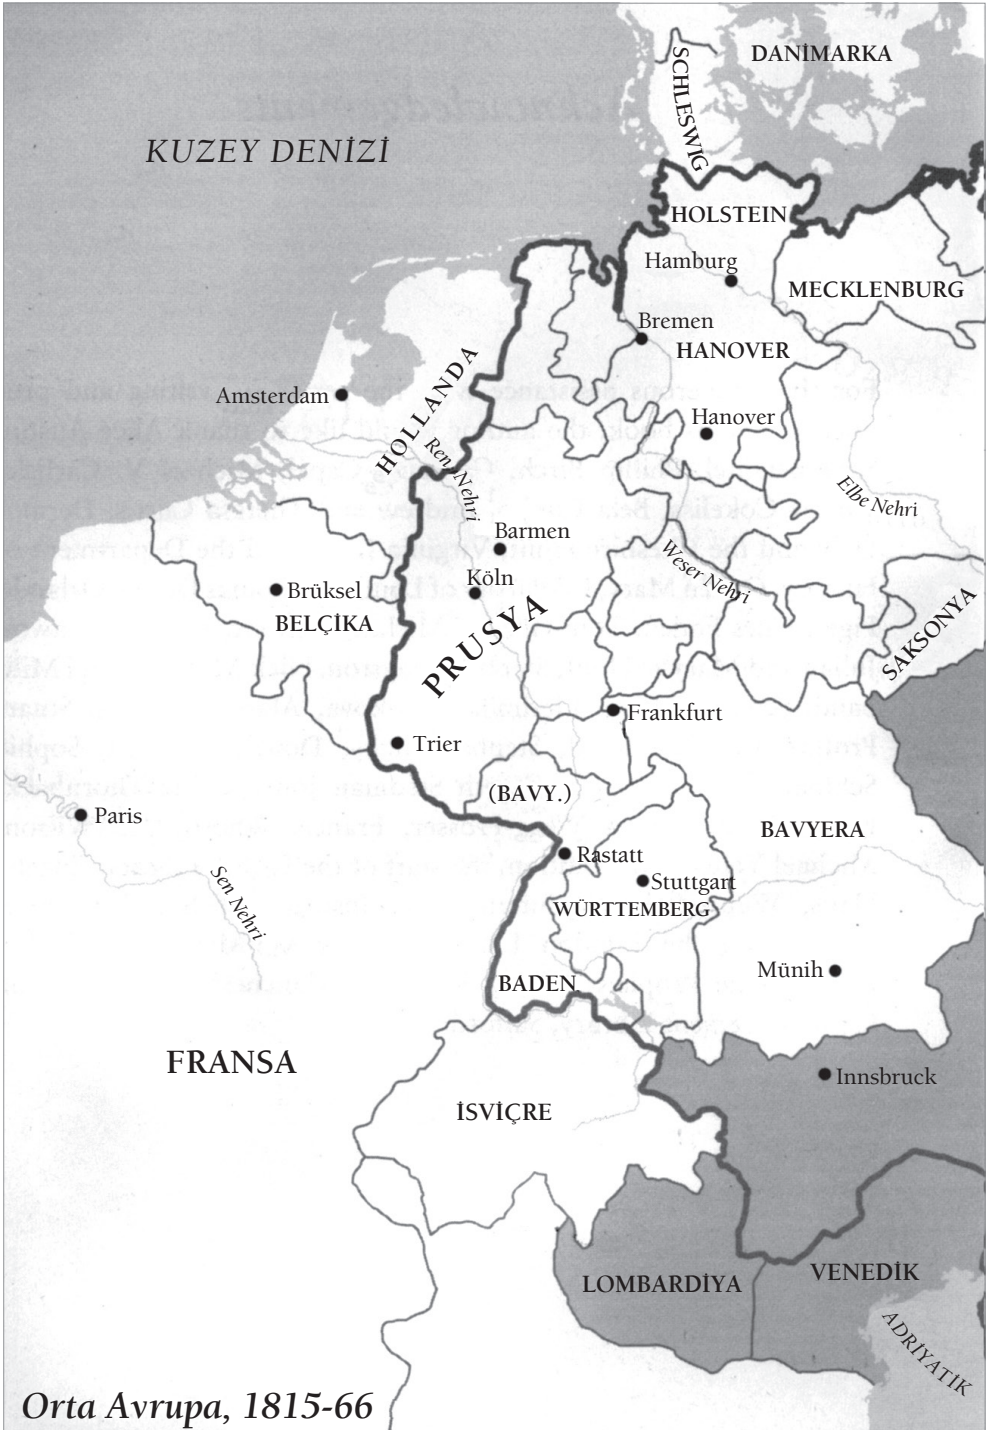 DANİMARKA
SCHLESWIG
KUZEY DENİZİ
HOLSTEIN
Hamburg
MECKLENBURG
Bremen
HANOVER
Amsterdam
HOLLANDA
Hanover
Ren Nehri
Elbe Nehri
Barmen
Weser Nehri
Köln
Brüksel
BELÇİKA
PRUSYA
SAKSONYA
Frankfurt
Trier
(BAVY.)
Paris
BAVYERA
Rastatt
Stuttgart
Sen Nehri
WÜRTTEMBERG
Münih
BADEN
FRANSA
Innsbruck
İSVİÇRE
LOMBARDİYA
VENEDİK
ADRİYATİK
Orta Avrupa, 1815-66